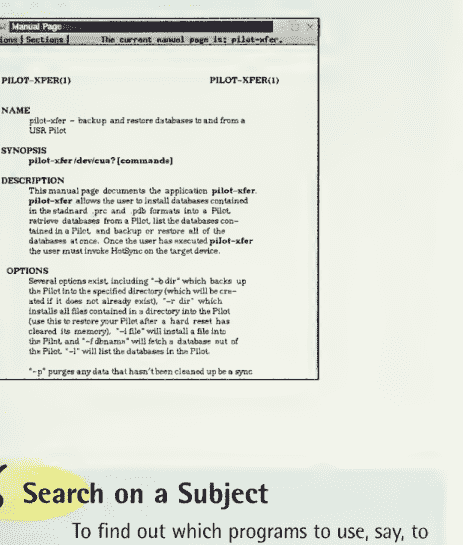 Manual Page
ions | Sections | The current manual page is: pilot-xfer.
PILOT-XFER(1) PILOT-XFER(1)
NAME
pilot-xfer - backup and restore databases to and from a
USR Pilot
SYNOPSIS
pilot-xfer /dev/cua? [commands]
DESCRIPTION
This manual page documents the application pilot-xfer.
pilot-xfer allows the user to install databases contained
in the stadnard .prc and .pdb formats into a Pilot,
retrieve databases from a Pilot, list the databases con-
tained in a Pilot, and backup or restore all of the
databases at once. Once the user has executed pilot-xfer
the user must invoke HotSync on the target device.
OPTIONS
Several options exist, including "-b dir" which backs up
the Pilot into the specified directory (which will be cre-
ated if it does not already exist), "-r dir" which
installs all files contained in a directory into the Pilot
(use this to restore your Pilot after a hard reset has
cleared its memory), "-i file" will install a file into
the Pilot, and "-f dbname" will fetch a database out of
the Pilot. "-l" will list the databases in the Pilot.
"-p" purges any data that hasn't been cleaned up be a sync
Search on a Subject
To find out which programs to use, say, to